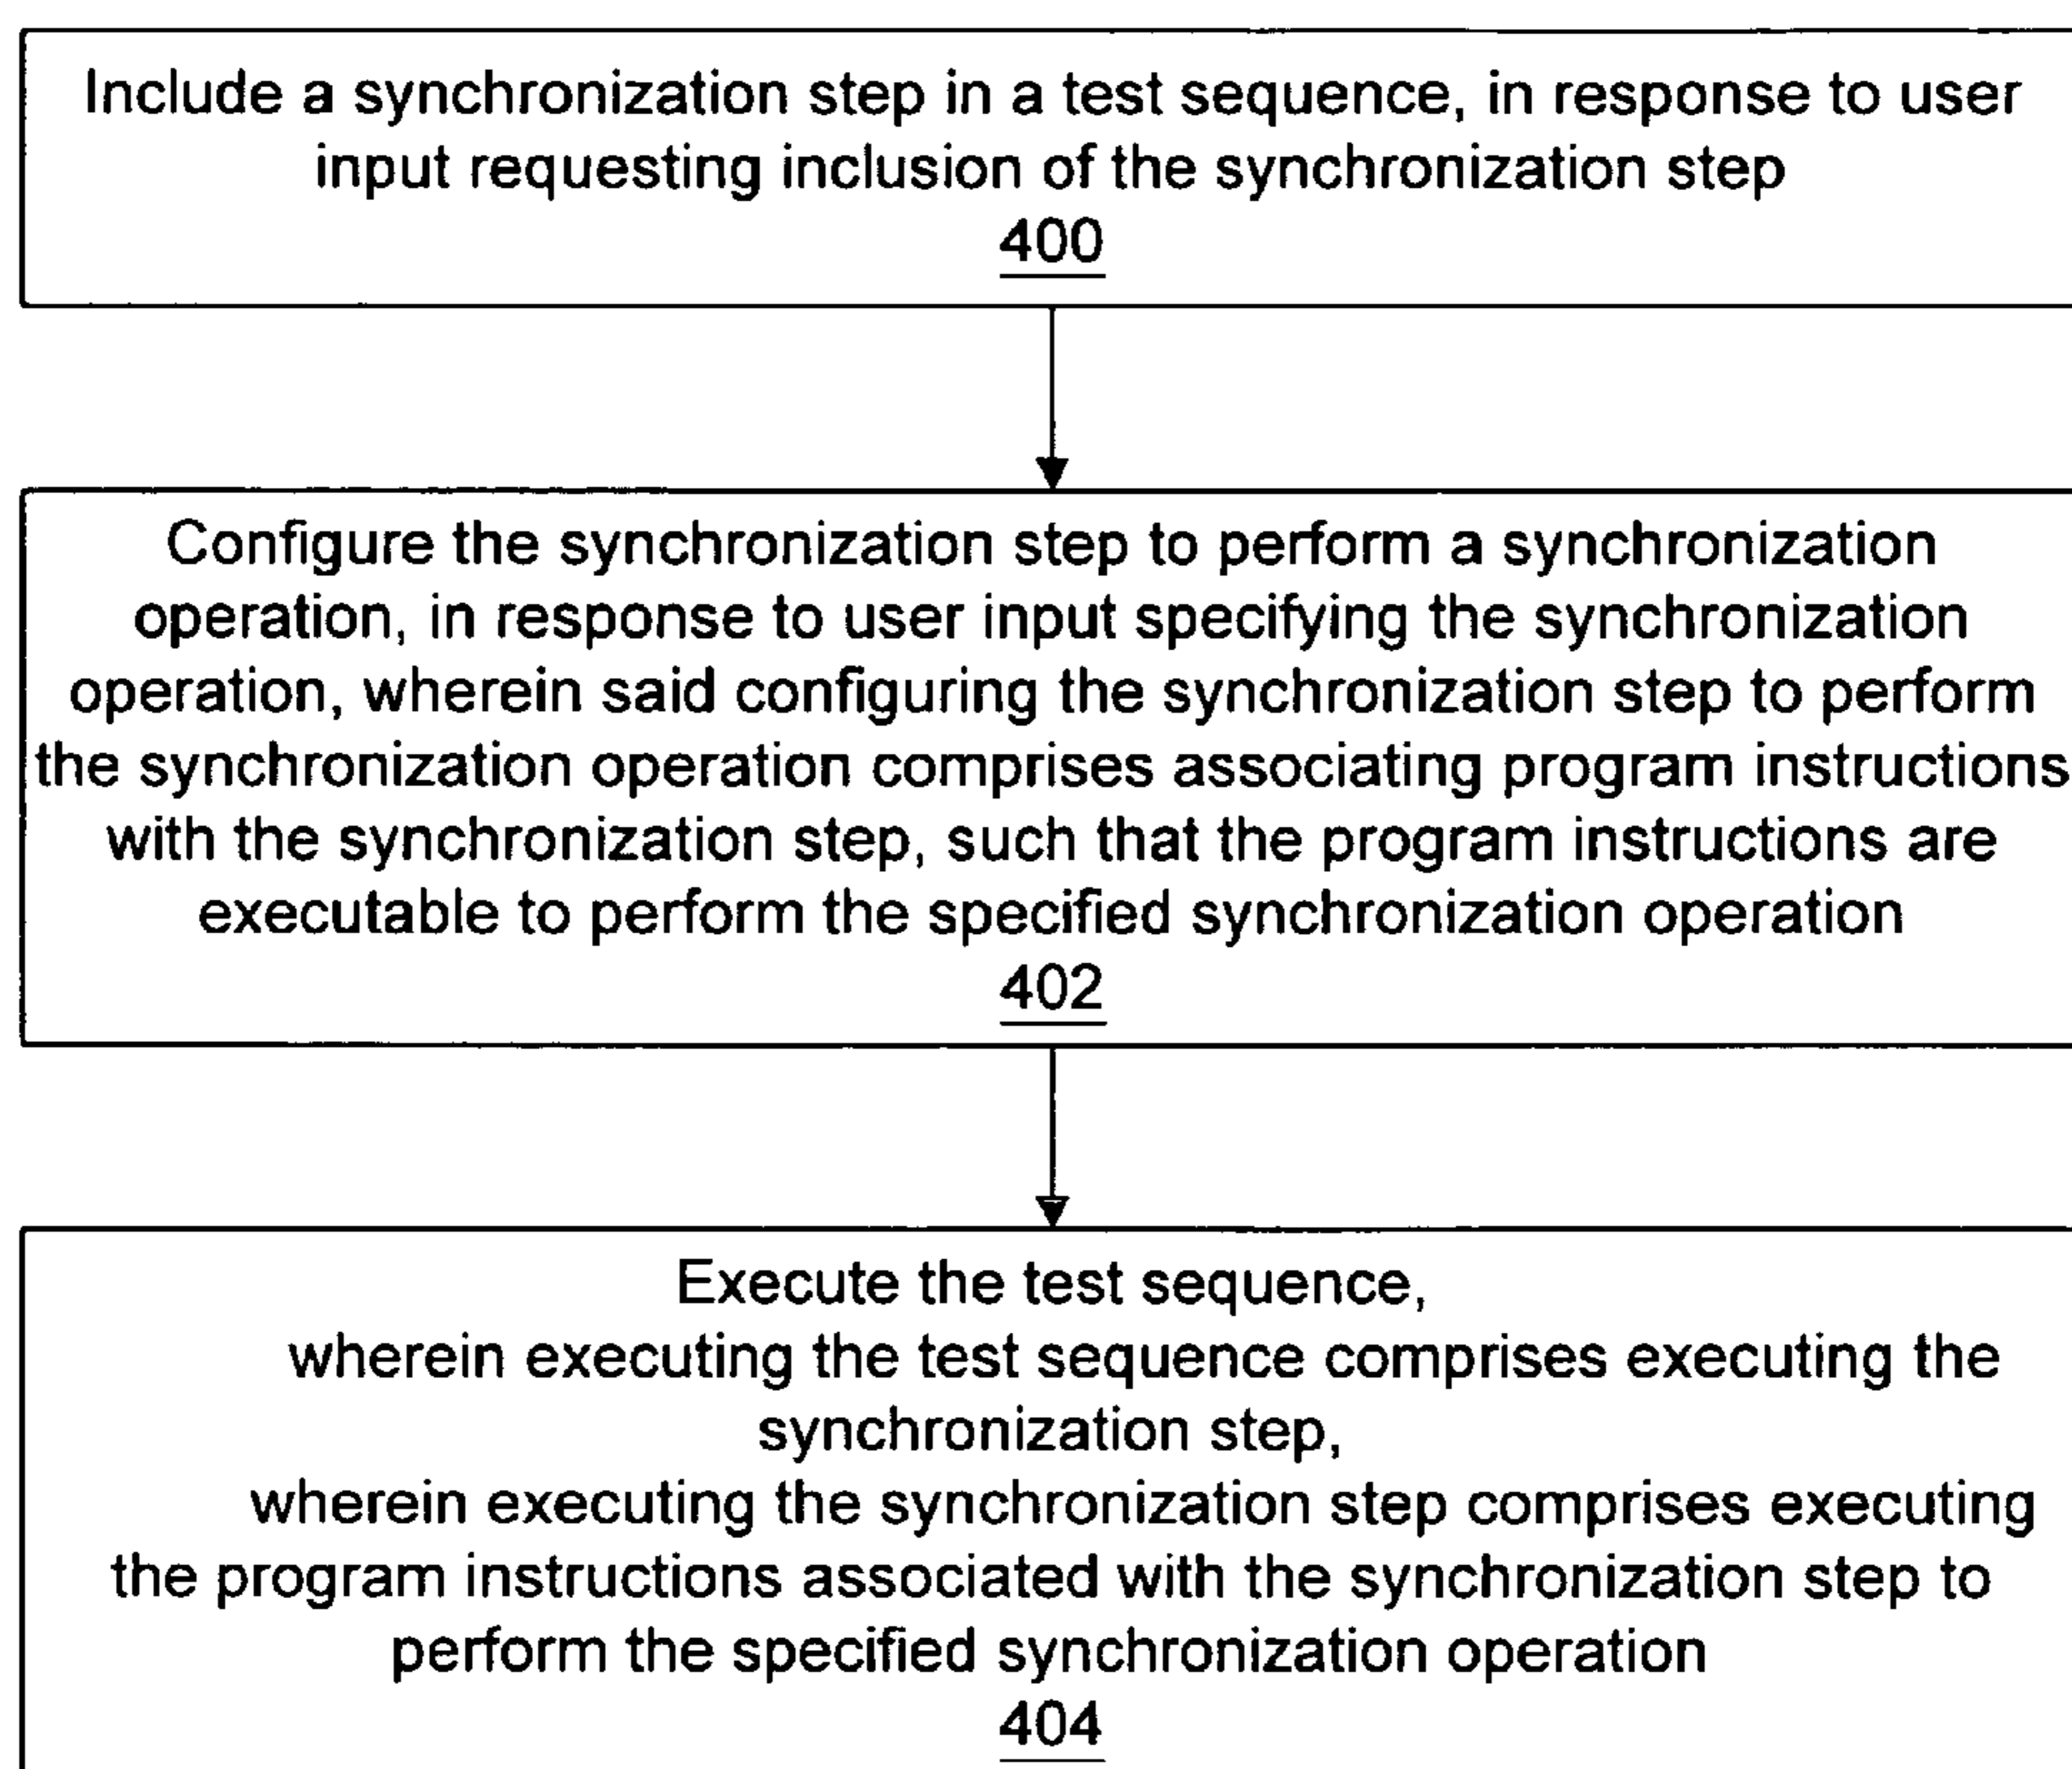 Include a synchronization step in a test sequence, in response to user
input requesting inclusion of the synchronization step
400
Configure the synchronization step to perform a synchronization
operation, in response to user input specifying the synchronization
operation, wherein said configuring the synchronization step to perform
the synchronization operation comprises associating program instructions
with the synchronization step, such that the program instructions are
executable to perform the specified synchronization operation
402
Execute the test sequence,
wherein executing the test sequence comprises executing the
synchronization step,
wherein executing the synchronization step comprises executing
the program instructions associated with the synchronization step to
perform the specified synchronization operation
404